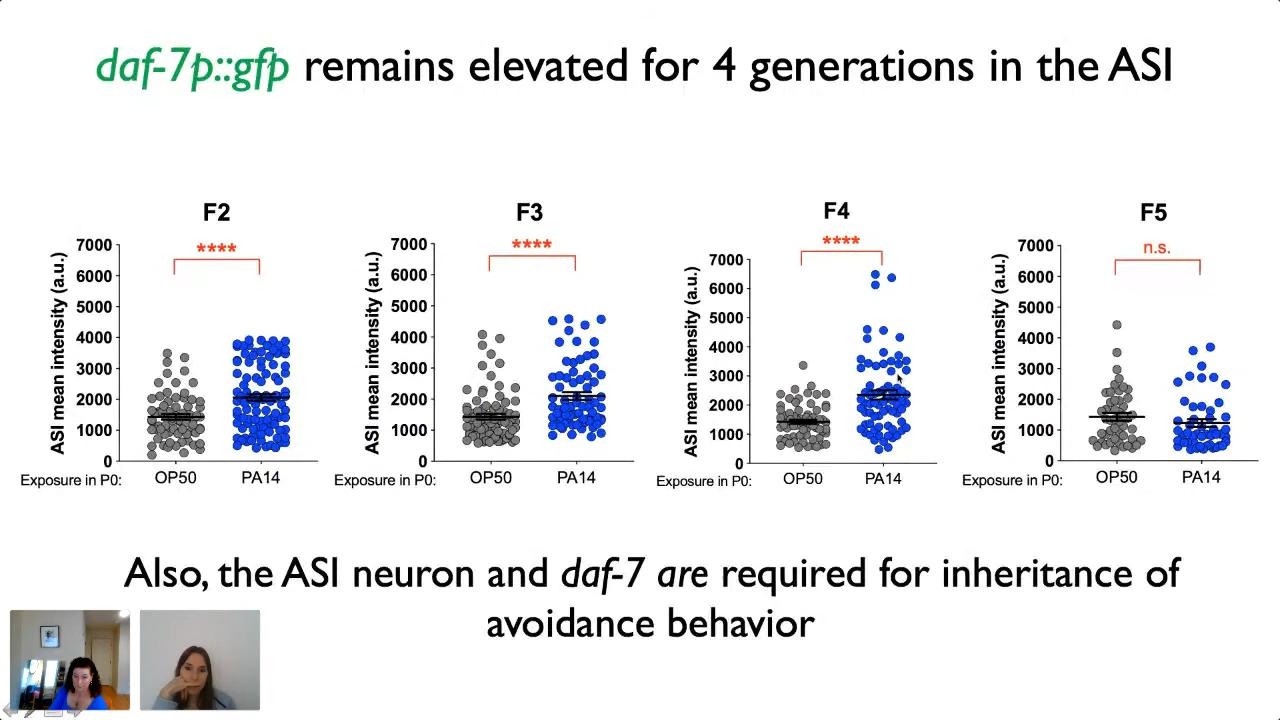 daf-7p::gfp remains elevated for 4 generations in the ASI
F2
****
ASI mean intensity (a.u.)
7000
6000
5000
4000
3000
2000
1000
0
Exposure in P0:
OP50
PA14
F3
****
ASI mean intensity (a.u.)
7000
6000
5000
4000
3000
2000
1000
0
Exposure in P0:
OP50
PA14
F4
****
ASI mean intensity (a.u.)
7000
6000
5000
4000
3000
2000
1000
0
Exposure in P0:
OP50
PA14
F5
n.s.
ASI mean intensity (a.u.)
7000
6000
5000
4000
3000
2000
1000
0
Exposure in P0:
OP50
PA14
Also, the ASI neuron and daf-7 are required for inheritance of
avoidance behavior